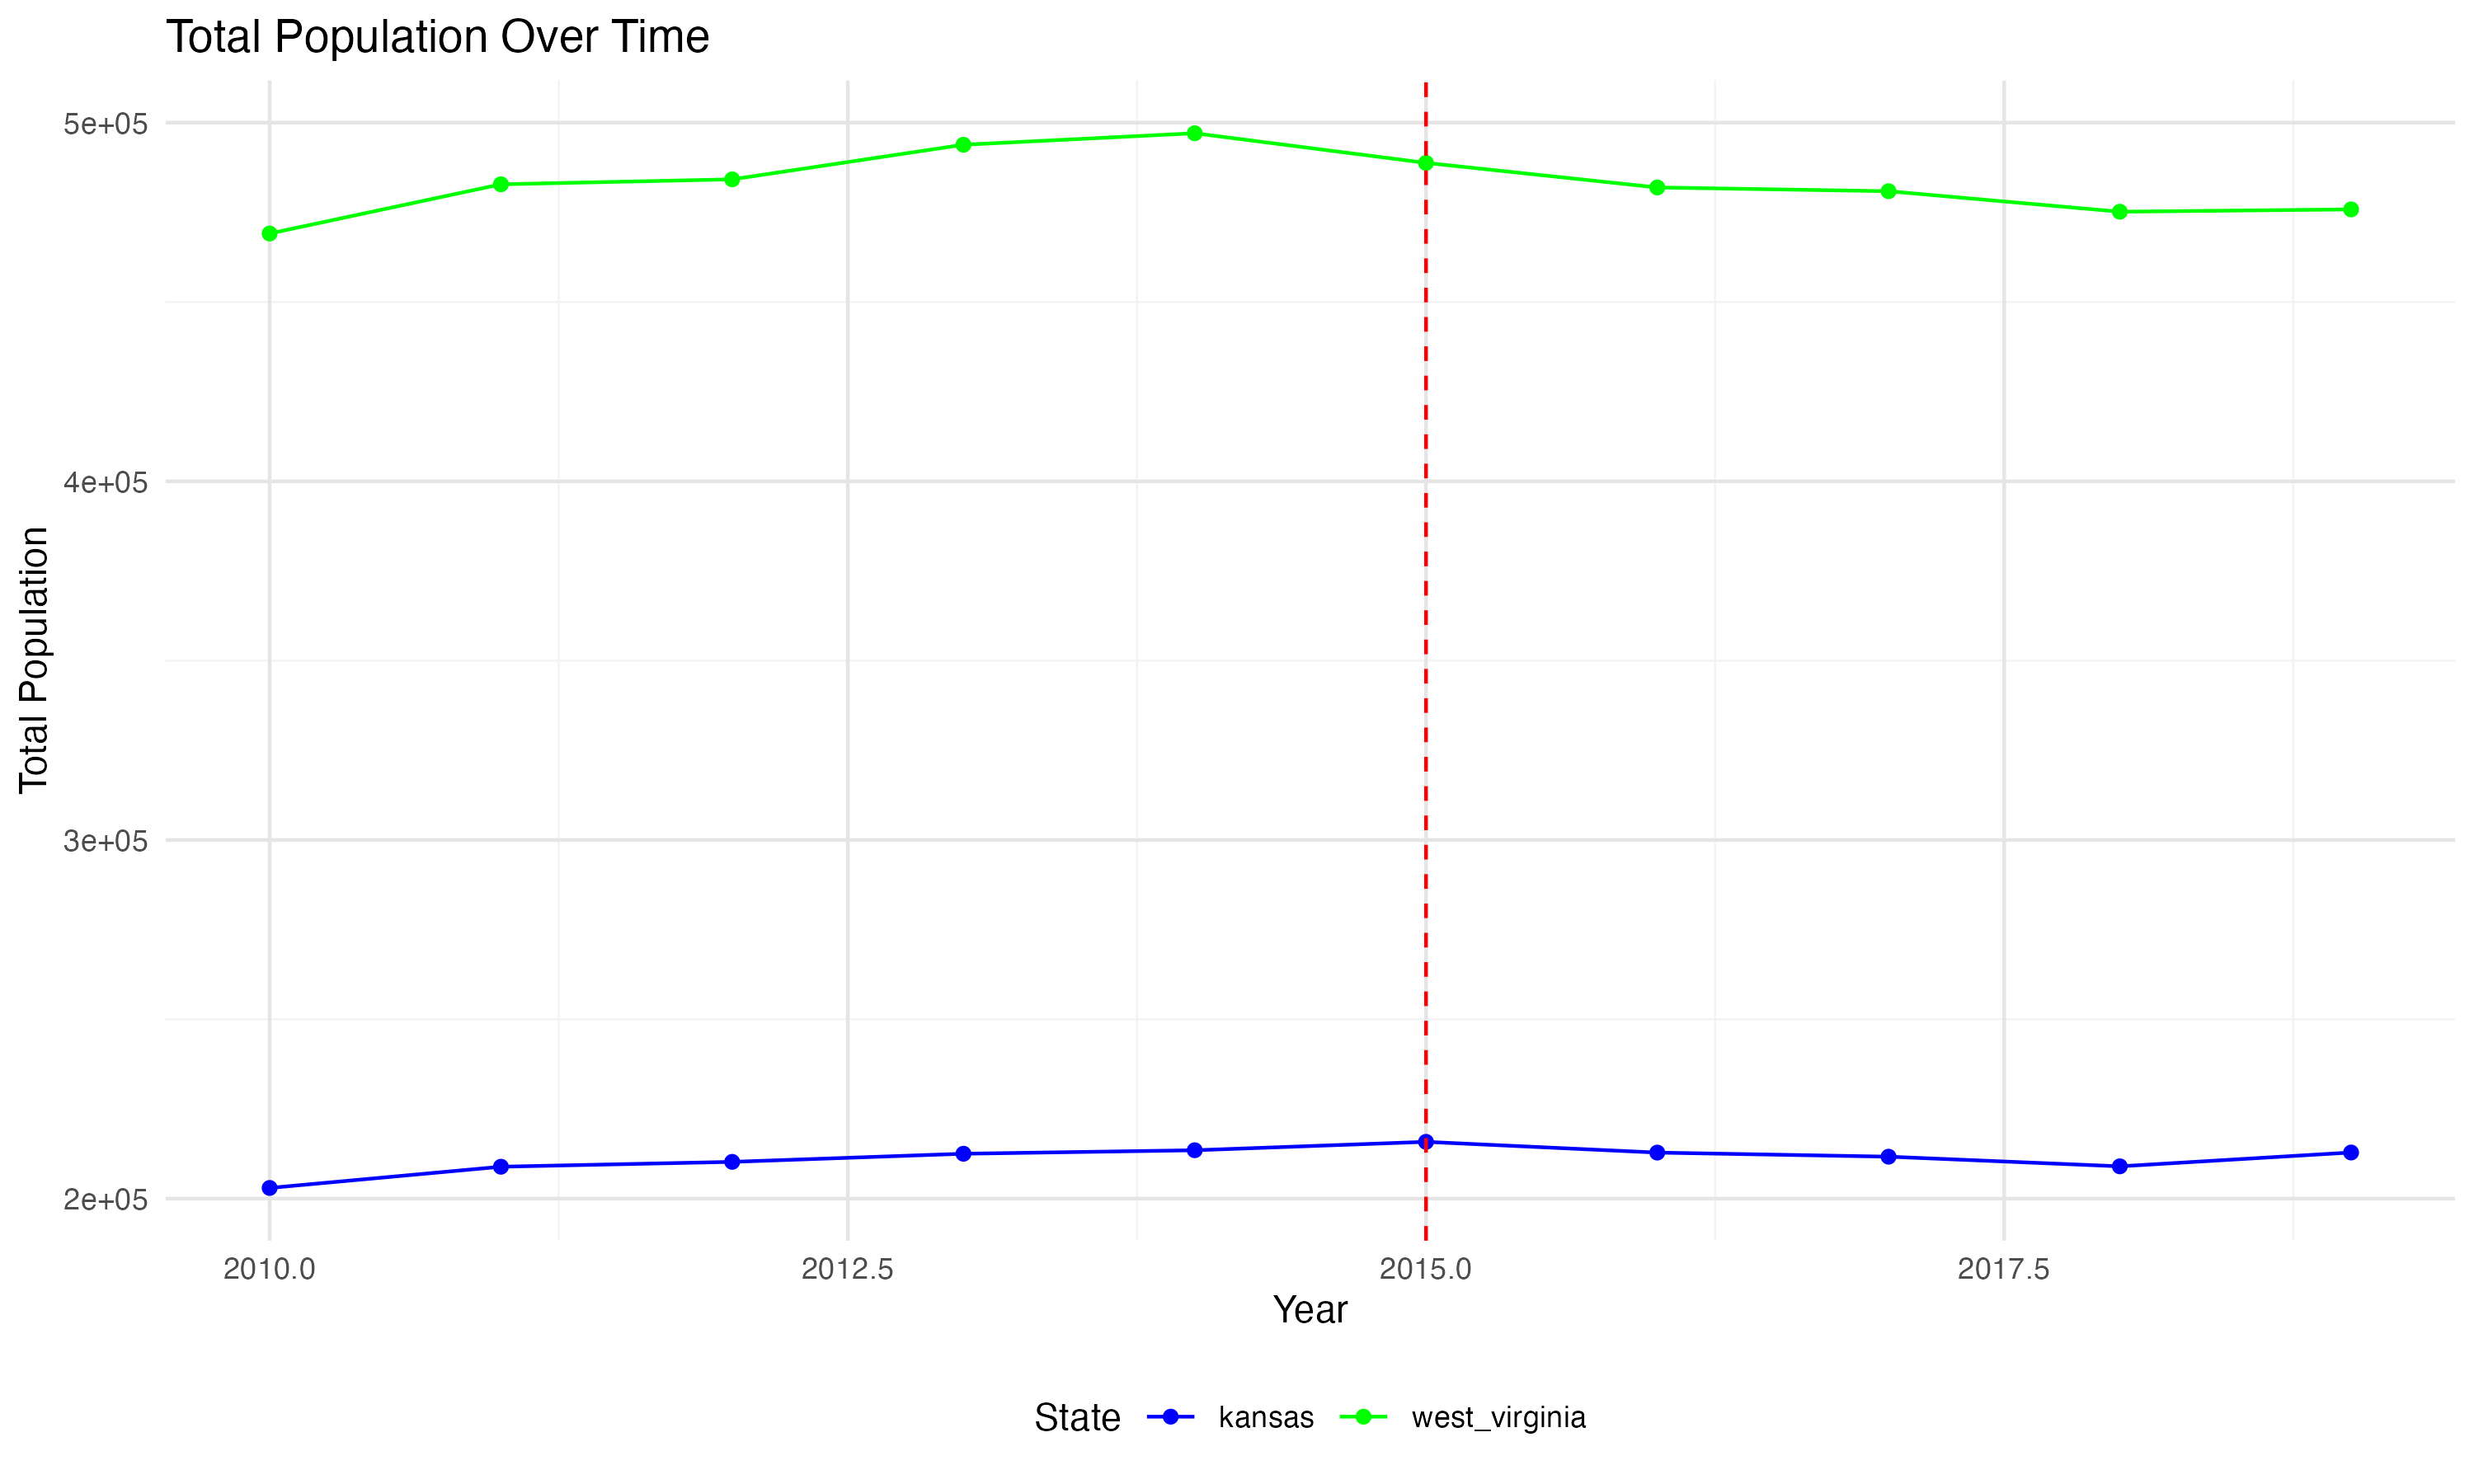 Total Population Over Time
5e+05
4e+05
3e+05
2e+05
Total Population
2010.0 2012.5 2015.0 2017.5
Year
State kansas west_virginia